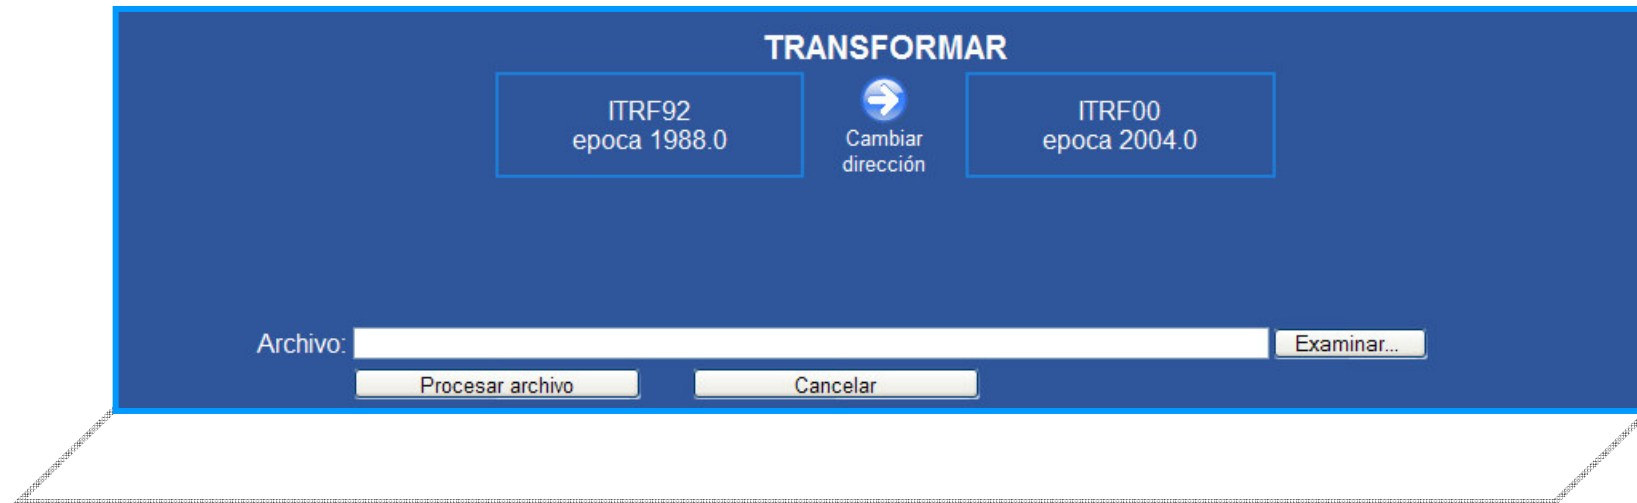 TRANSFORMAR
ITRF92
epoca 1988.0
Cambiar
dirección
ITRF00
epoca 2004.0
Archivo:
Examinar...
Procesar archivo
Cancelar